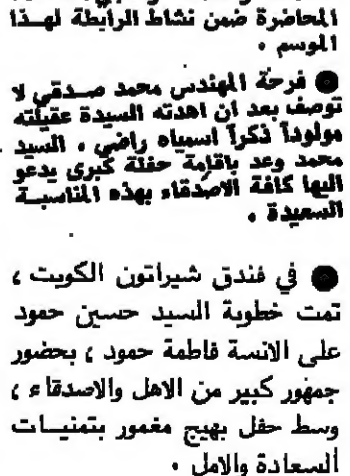 المحاضرة ضمن نشاط الرابطة لهذا
الموسم .
● فرحة المهندس محمد صدقي لا
توصف بعد ان اهدته السيدة عقيلته
مولوداً ذكراً اسمياه راضي . السيد
محمد وعد باقامة حفلة كبرى يدعو
اليها كافة الاصدقاء بهذه المناسبة
السعيدة .
● في فندق شيراتون الكويت ،
تمت خطوبة السيد حسين حمود
على الانسة فاطمة حمود ، بحضور
جمهور كبير من الاهل والاصدقاء ،
وسط حفل بهيج مغمور بتمنيات
السعادة والامل .